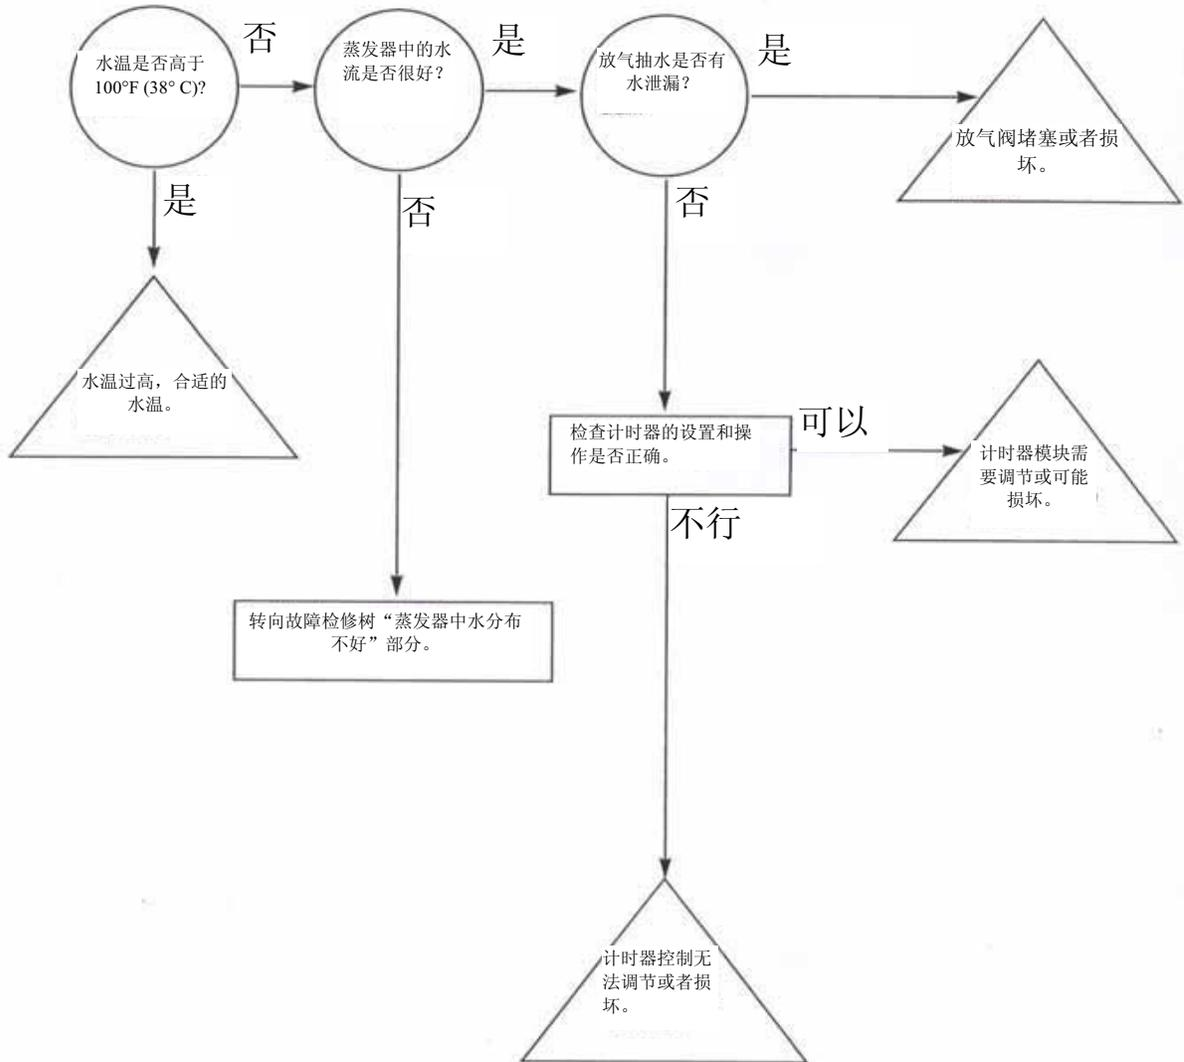 水温是否高于
100°F (38° C)?
否
蒸发器中的水
流是否很好？
是
放气抽水是否有
水泄漏？
是
放气阀堵塞或者损
坏。
是
否
否
水温过高，合适的
水温。
检查计时器的设置和操
作是否正确。
可以
计时器模块需
要调节或可能
损坏。
不行
转向故障检修树“蒸发器中水分布
不好”部分。
计时器控制无
法调节或者损
坏。